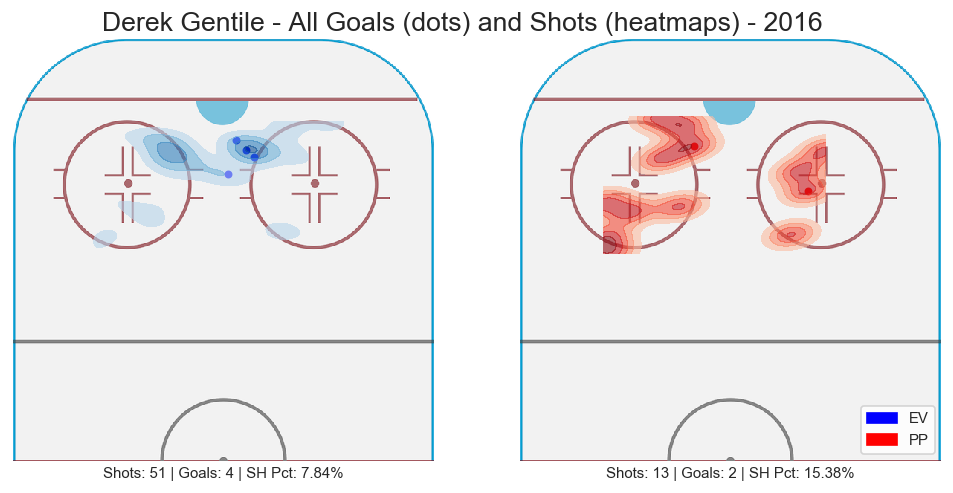 Derek Gentile - All Goals (dots) and Shots (heatmaps) - 2016
EV
PP
Shots: 51 | Goals: 4 | SH Pct: 7.84%
Shots: 13 | Goals: 2 | SH Pct: 15.38%